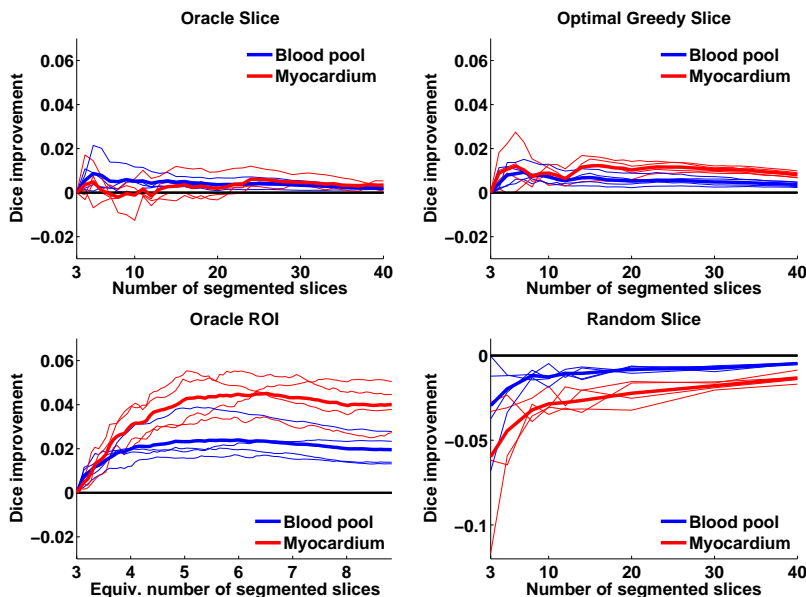 Oracle Slice
0.06
0.04
0.02
0
−0.02
Dice improvement
Blood pool
Myocardium
3
10
20
30
40
Number of segmented slices
Optimal Greedy Slice
0.06
0.04
0.02
0
−0.02
Dice improvement
Blood pool
Myocardium
3
10
20
30
40
Number of segmented slices
Oracle ROI
0.06
0.04
0.02
0
−0.02
Dice improvement
Blood pool
Myocardium
3
4
5
6
7
8
Equiv. number of segmented slices
Random Slice
0
−0.05
−0.1
Dice improvement
Blood pool
Myocardium
3
10
20
30
40
Number of segmented slices